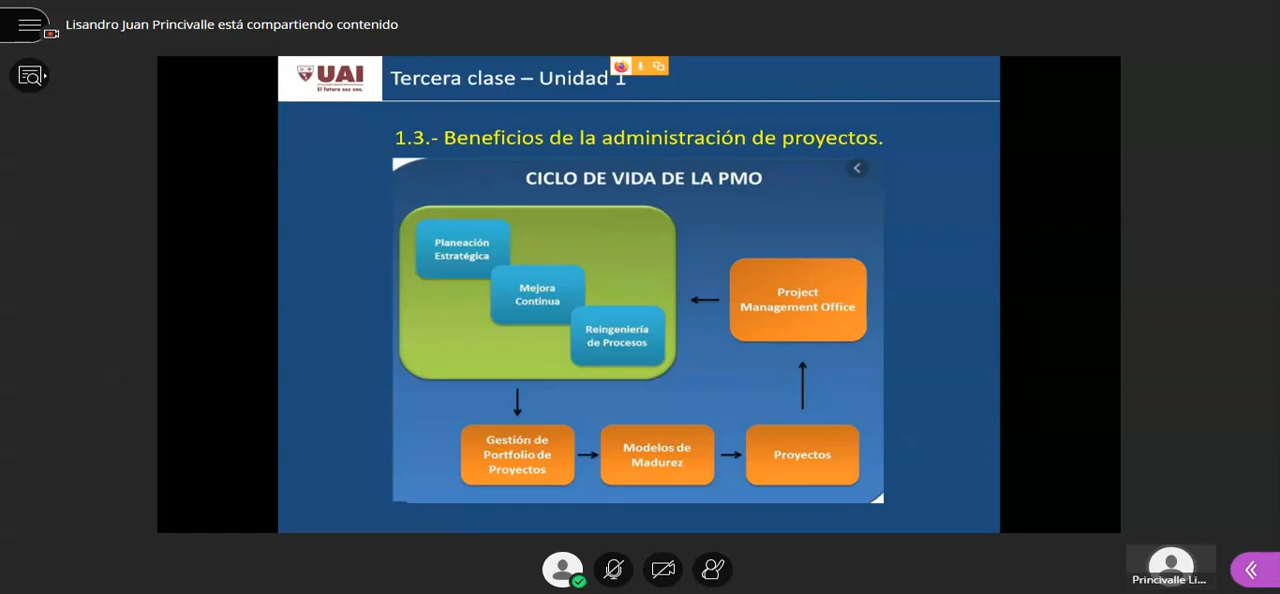 Lisandro Juan Princivalle está compartiendo contenido
UAI
El futuro sos vos.
Tercera clase – Unidad 1
1.3.- Beneficios de la administración de proyectos.
CICLO DE VIDA DE LA PMO
Planeación
Estratégica
Mejora
Continua
Reingeniería
de Procesos
Project
Management Office
Gestión de
Portfolio de
Proyectos
Modelos de
Madurez
Proyectos
Princivalle Li...